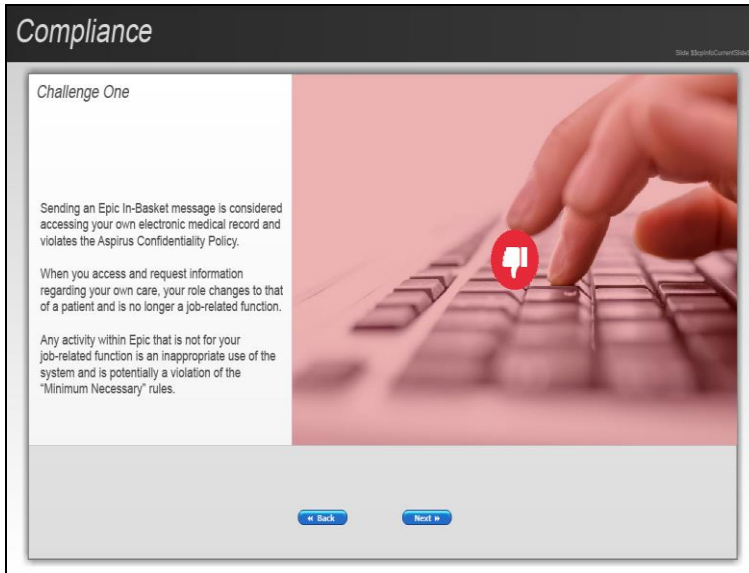 Compliance
Slide $$cpInfoCurrentSlide$
Challenge One
Sending an Epic In-Basket message is considered
accessing your own electronic medical record and
violates the Aspirus Confidentiality Policy.
When you access and request information
regarding your own care, your role changes to that
of a patient and is no longer a job-related function.
Any activity within Epic that is not for your
job-related function is an inappropriate use of the
system and is potentially a violation of the
“Minimum Necessary” rules.
« Back
Next »